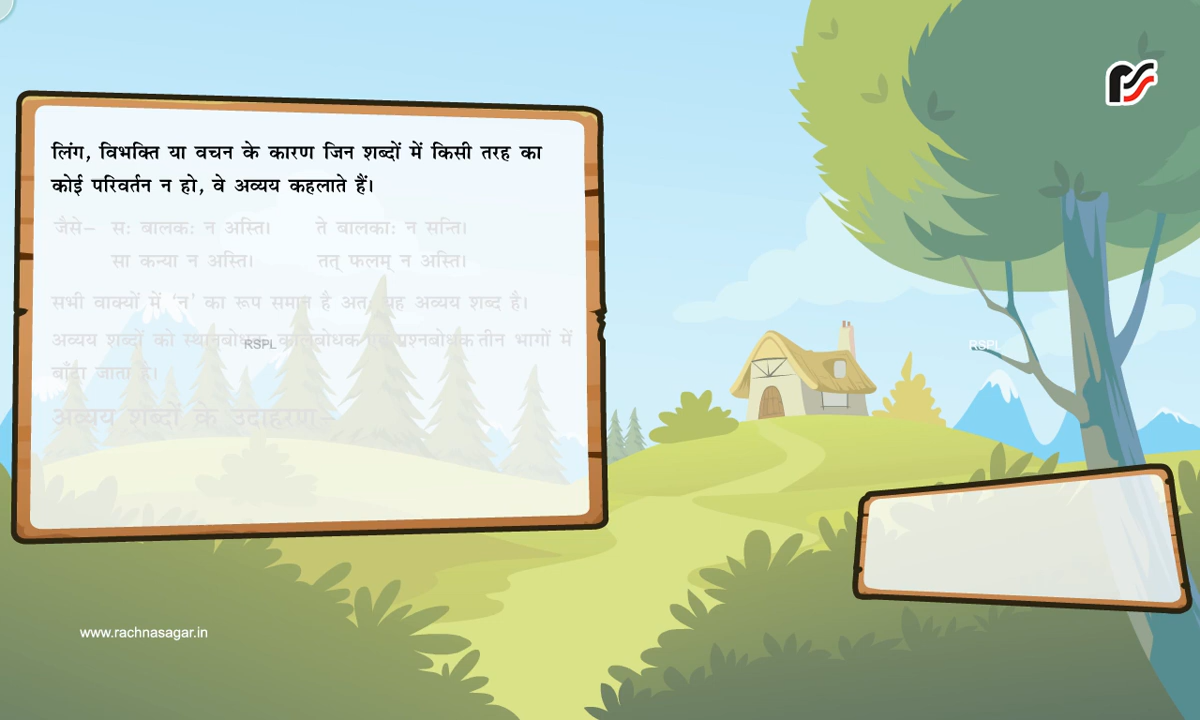 लिंग, विभक्ति या वचन के कारण जिन शब्दों में किसी तरह का
कोई परिवर्तन न हो, वे अव्यय कहलाते हैं।
जैसे– सः बालकः न अस्ति। ते बालकाः न सन्ति।
सा कन्या न अस्ति। तत् फलम् न अस्ति।
सभी वाक्यों में 'न' का रूप समान है अतः यह अव्यय शब्द है।
अव्यय शब्दों को स्थानबोधक, कालबोधक एवं प्रश्नबोधक तीन भागों में
बाँटा जाता है।
अव्यय शब्दों के उदाहरण–
RSPL
RSPL
www.rachnasagar.in